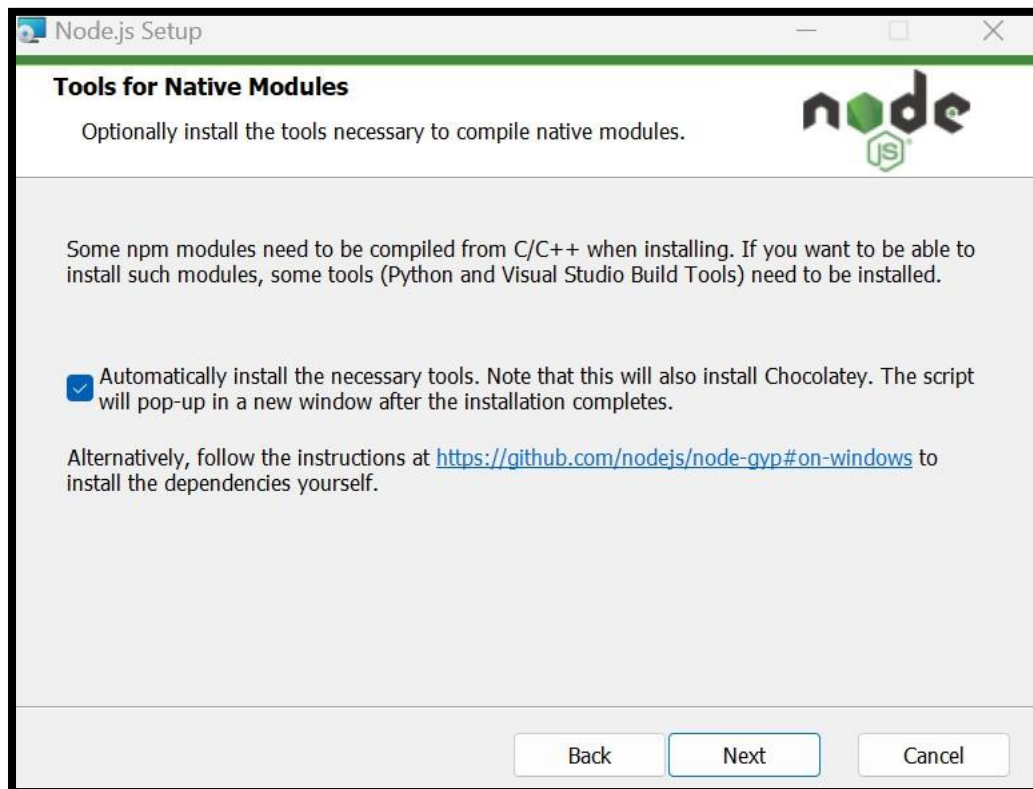 Node.js Setup
Tools for Native Modules
Optionally install the tools necessary to compile native modules.
node
JS
Some npm modules need to be compiled from C/C++ when installing. If you want to be able to
install such modules, some tools (Python and Visual Studio Build Tools) need to be installed.
Automatically install the necessary tools. Note that this will also install Chocolatey. The script
will pop-up in a new window after the installation completes.
Alternatively, follow the instructions at https://github.com/nodejs/node-gyp#on-windows to
install the dependencies yourself.
Back Next Cancel